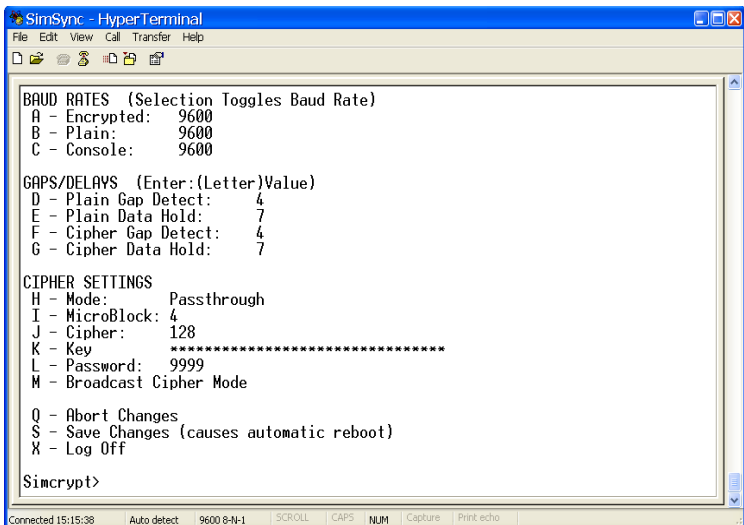 SimSync - HyperTerminal
File Edit View Call Transfer Help
BAUD RATES (Selection Toggles Baud Rate)
A - Encrypted: 9600
B - Plain: 9600
C - Console: 9600
GAPS/DELAYS (Enter:(Letter)Value)
D - Plain Gap Detect: 4
E - Plain Data Hold: 7
F - Cipher Gap Detect: 4
G - Cipher Data Hold: 7
CIPHER SETTINGS
H - Mode: Passthrough
I - MicroBlock: 4
J - Cipher: 128
K - Key ********************************
L - Password: 9999
M - Broadcast Cipher Mode
Q - Abort Changes
S - Save Changes (causes automatic reboot)
X - Log Off
Simcrypt>
Connected 15:15:38 Auto detect 9600 8-N-1 SCROLL CAPS NUM Capture Print echo